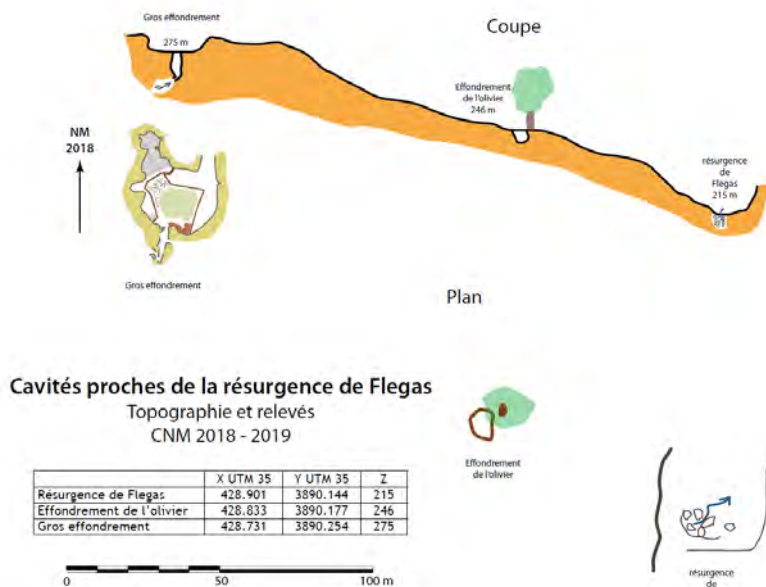 Gros effondrement
275 m
Coupe
Effondrement
de l'olivier
246 m
résurgence
de
Flegas
215 m
NM
2018
Gros effondrement
Plan
Cavités proches de la résurgence de Flegas
Topographie et relevés
CNM 2018 - 2019
Effondrement
de l'olivier
X UTM 35 Y UTM 35 Z
Résurgence de Flegas 428.901 3890.144 215
Effondrement de l'olivier 428.833 3890.177 246
Gros effondrement 428.731 3890.254 275
0 50 100 m
résurgence
de